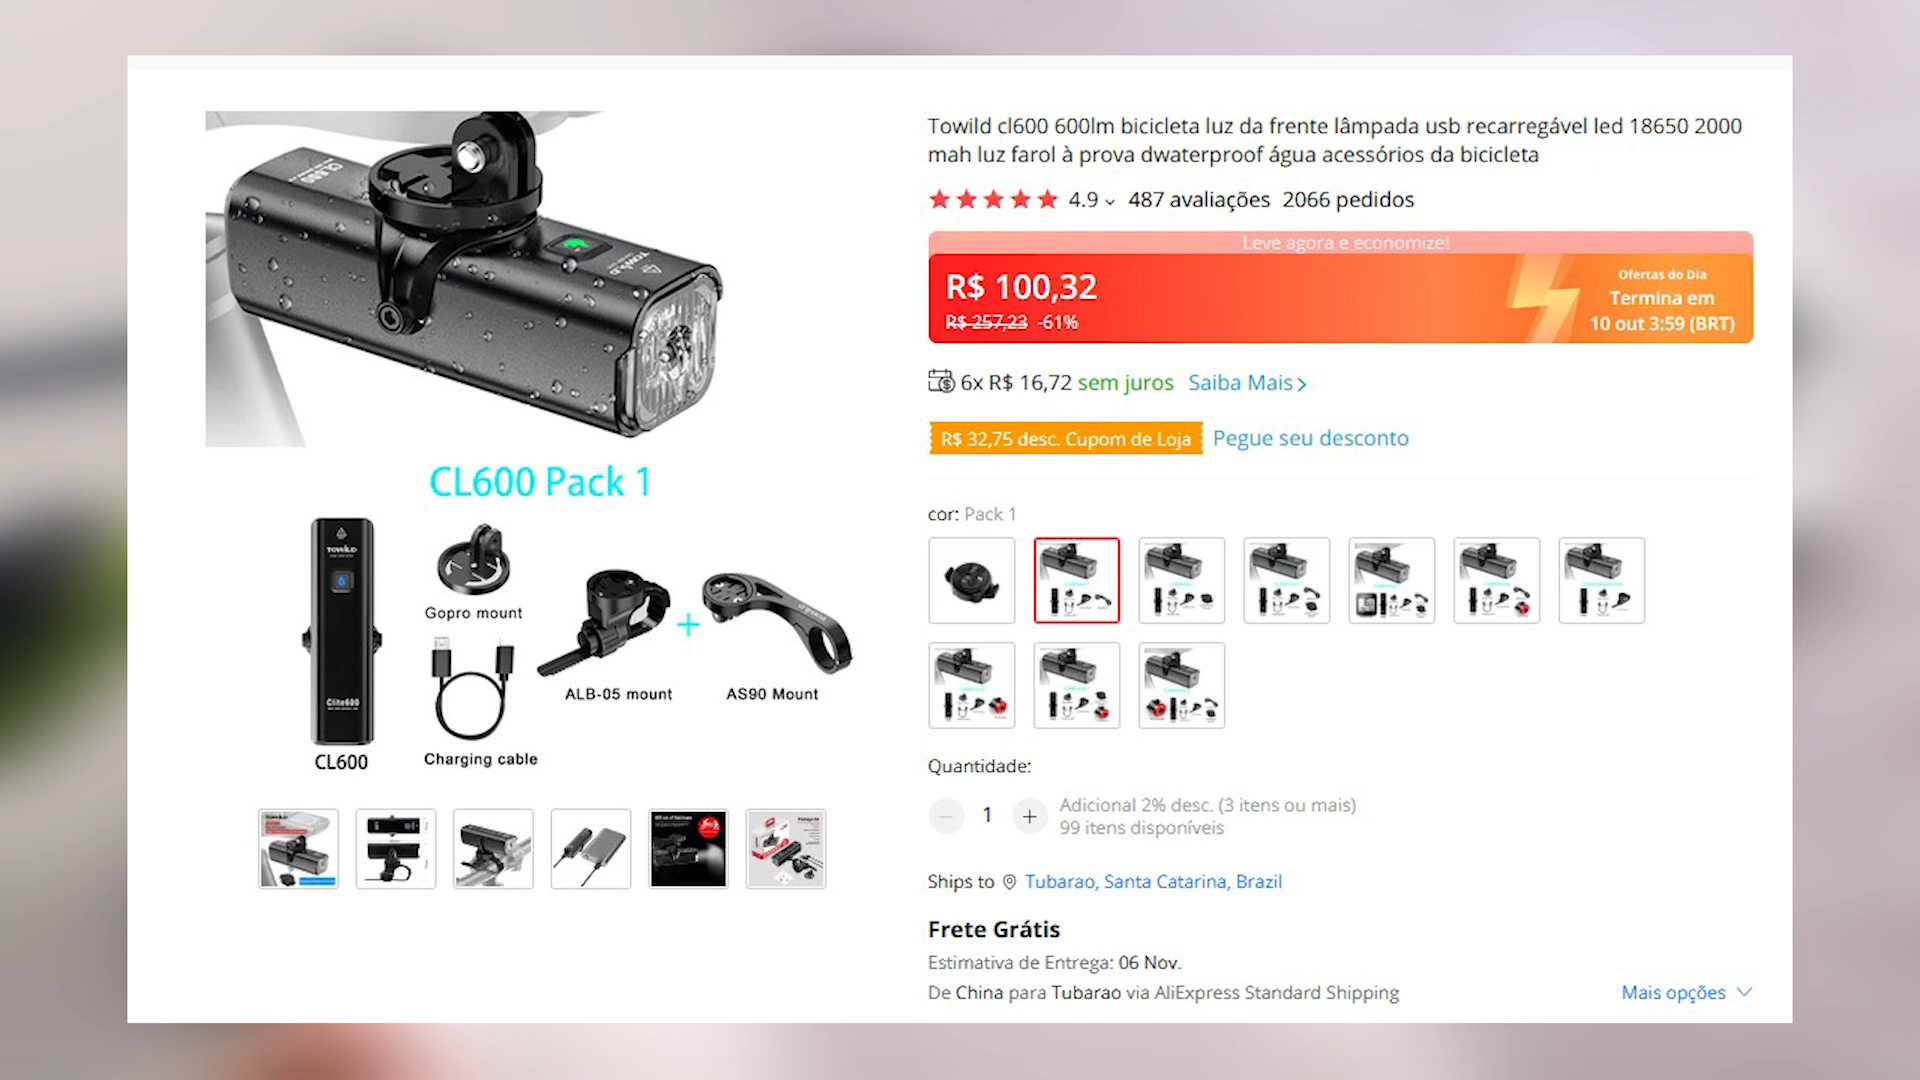 CL600
TOWILD
Towild cl600 600lm bicicleta luz da frente lâmpada usb recarregável led 18650 2000
mah luz farol à prova dwaterproof água acessórios da bicicleta
4.9 487 avaliações 2066 pedidos
Leve agora e economize!
R$ 100,32
R$ 257,23 -61%
Ofertas do Dia
Termina em
10 out 3:59 (BRT)
6x R$ 16,72 sem juros Saiba Mais
R$ 32,75 desc. Cupom de Loja Pegue seu desconto
CL600 Pack 1
TOWILD
Clite600
CL600
Gopro mount
Charging cable
ALB-05 mount
+
AS90 Mount
cor: Pack 1
Quantidade:
− 1 +
Adicional 2% desc. (3 itens ou mais)
99 itens disponíveis
Ships to Tubarao, Santa Catarina, Brazil
Frete Grátis
Estimativa de Entrega: 06 Nov.
De China para Tubarao via AliExpress Standard Shipping
Mais opções